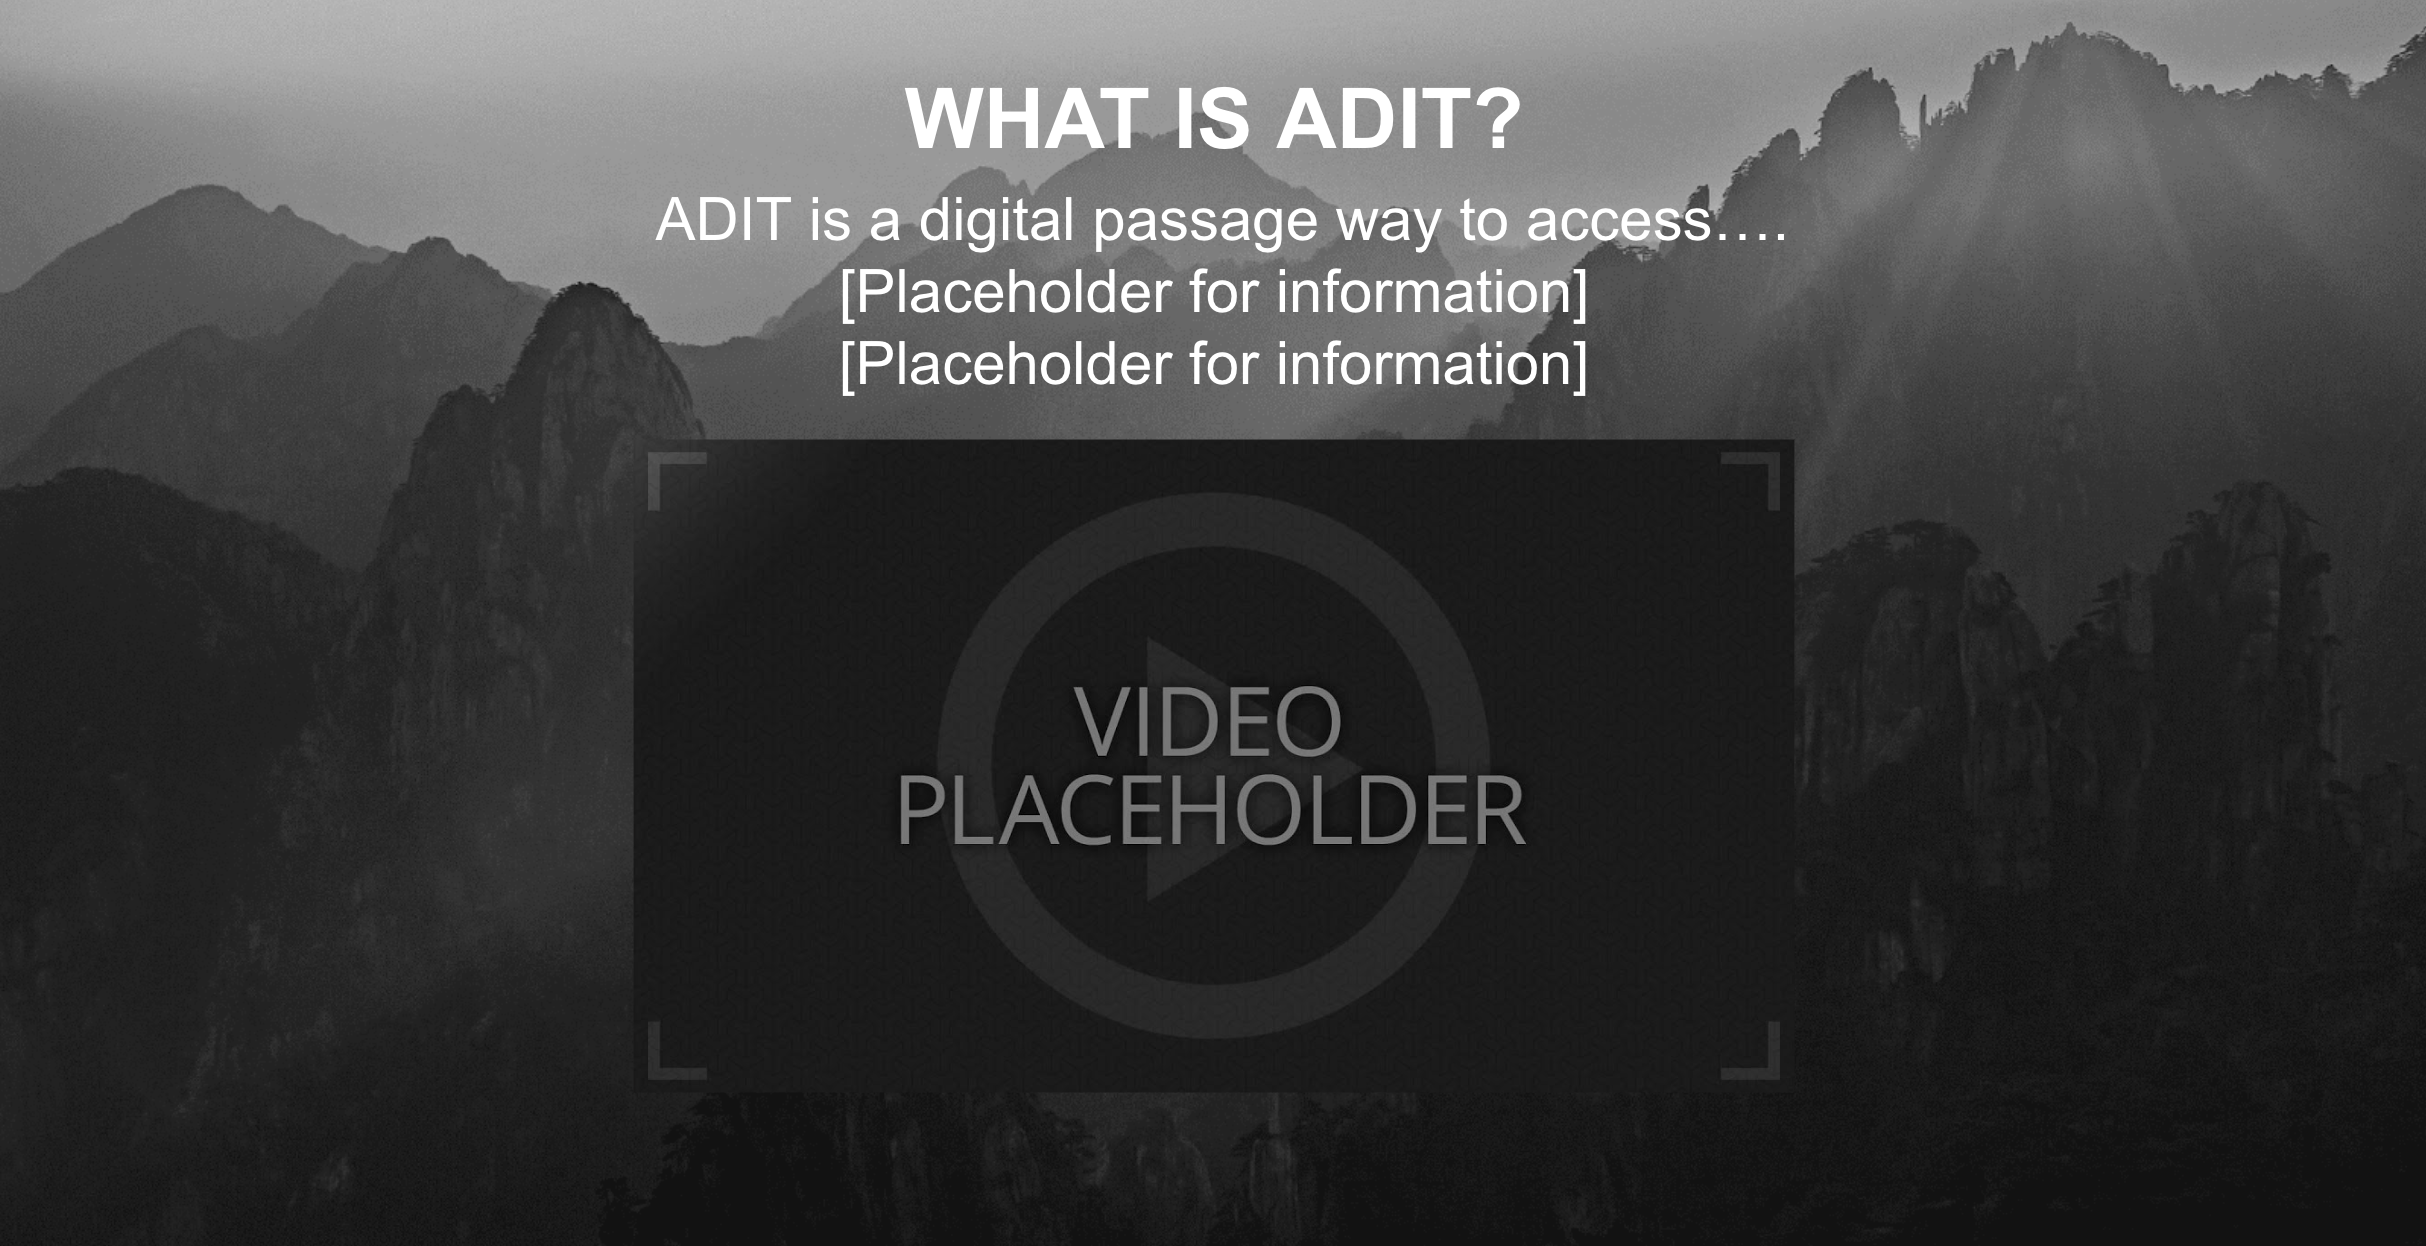 WHAT IS ADIT?
ADIT is a digital passage way to access....
[Placeholder for information]
[Placeholder for information]
VIDEO
PLACEHOLDER